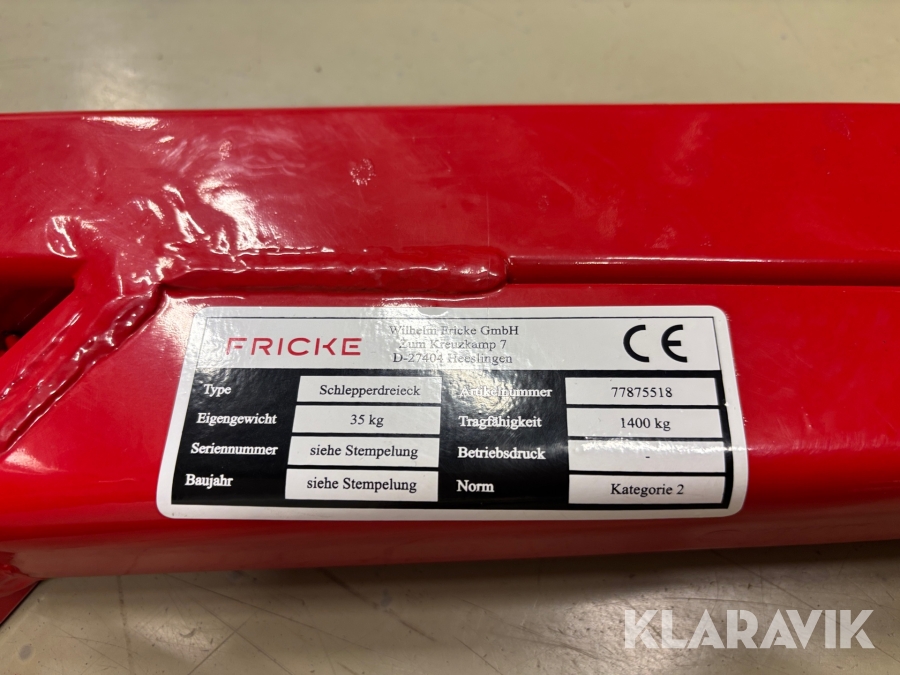 FRICKE
Wilhelm Fricke GmbH
Zum Kreuzkamp 7
D-27404 Heeslingen
CE
Type Schlepperdreieck Artikelnummer 77875518
Eigengewicht 35 kg Tragfähigkeit 1400 kg
Seriennummer siehe Stempelung Betriebsdruck -
Baujahr siehe Stempelung Norm Kategorie 2
KLARAVIK